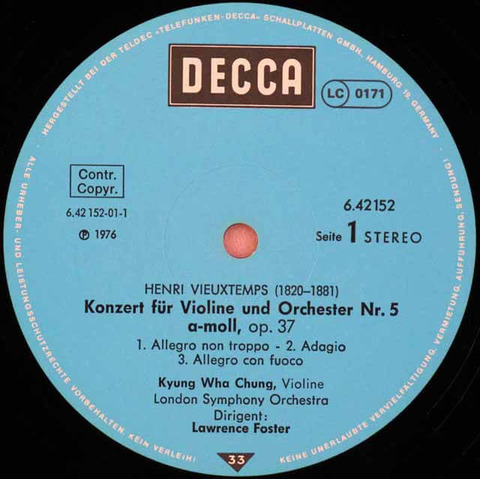 HERGESTELLT BEI DER TELDEC »TELEFUNKEN-DECCA« SCHALLPLATTEN GMBH, HAMBURG 19, GERMANY
DECCA
LC 0171
Contr.
Copyr.
6.42 152-01-1
℗ 1976
6.42152
Seite 1 STEREO
HENRI VIEUXTEMPS (1820–1881)
Konzert für Violine und Orchester Nr. 5
a-moll, op. 37
1. Allegro non troppo - 2. Adagio
3. Allegro con fuoco
Kyung Wha Chung, Violine
London Symphony Orchestra
Dirigent:
Lawrence Foster
33
ALLE URHEBER- UND LEISTUNGSSCHUTZRECHTE VORBEHALTEN. KEIN VERLEIH!
KEINE UNERLAUBTE VERVIELFÄLTIGUNG, VERMIETUNG, AUFFÜHRUNG, SENDUNG!